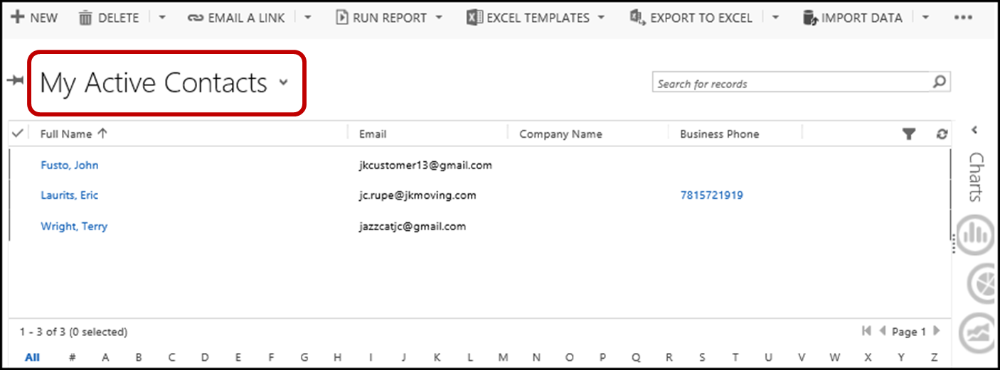 NEW DELETE EMAIL A LINK RUN REPORT EXCEL TEMPLATES EXPORT TO EXCEL IMPORT DATA
My Active Contacts
Search for records
Full Name Email Company Name Business Phone
Fusto, John jkcustomer13@gmail.com
Laurits, Eric jc.rupe@jkmoving.com 7815721919
Wright, Terry jazzcatjc@gmail.com
Charts
1 - 3 of 3 (0 selected) Page 1
All # A B C D E F G H I J K L M N O P Q R S T U V W X Y Z